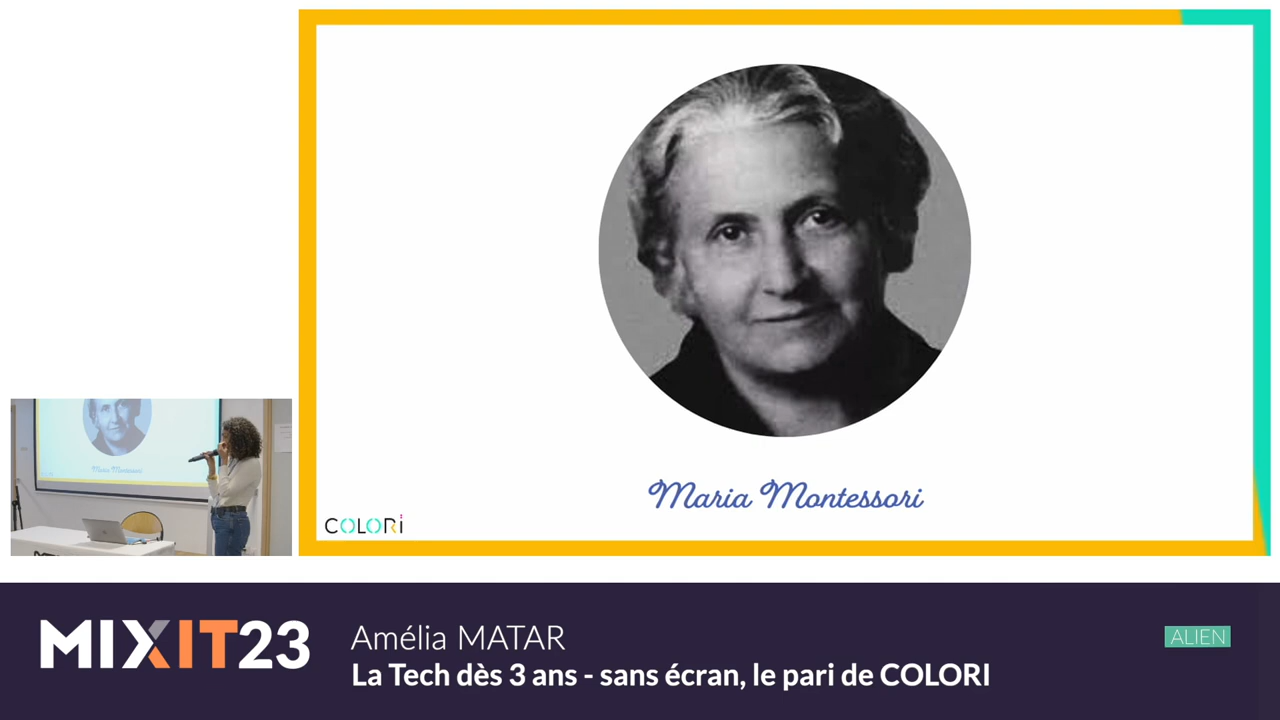 Maria Montessori
COLORi
MIXIT23
Amélia MATAR
La Tech dès 3 ans - sans écran, le pari de COLORI
ALIEN